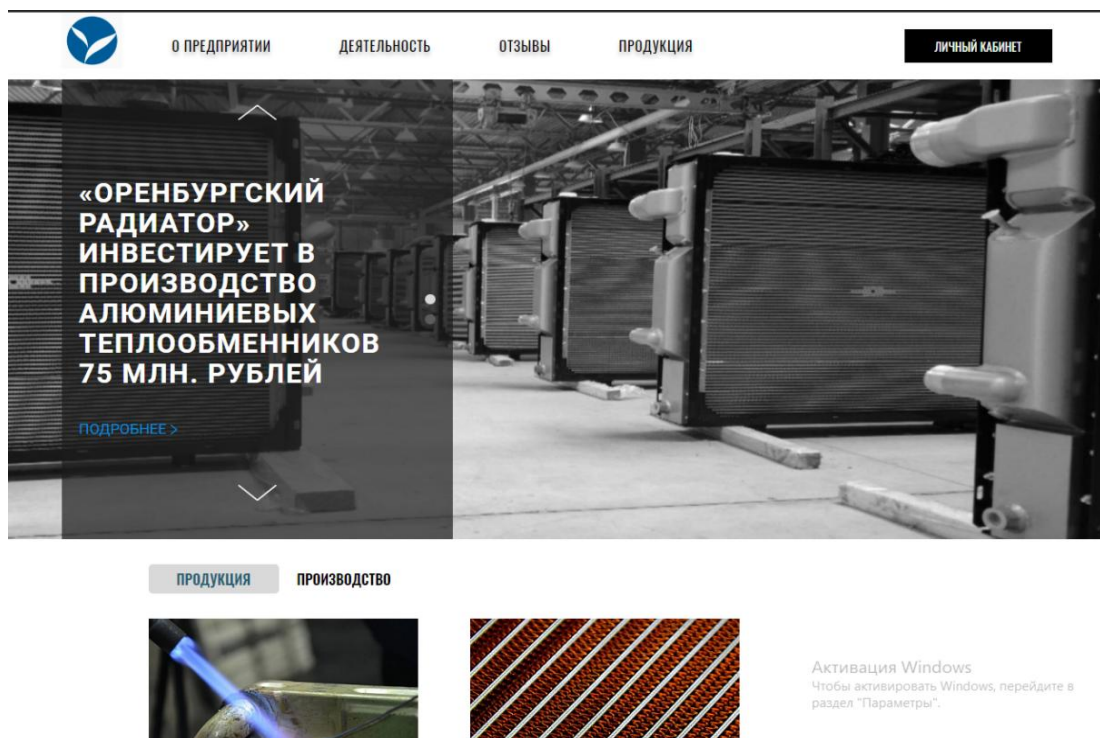 О ПРЕДПРИЯТИИ ДЕЯТЕЛЬНОСТЬ ОТЗЫВЫ ПРОДУКЦИЯ ЛИЧНЫЙ КАБИНЕТ
«ОРЕНБУРГСКИЙ
РАДИАТОР»
ИНВЕСТИРУЕТ В
ПРОИЗВОДСТВО
АЛЮМИНИЕВЫХ
ТЕПЛООБМЕННИКОВ
75 МЛН. РУБЛЕЙ
ПОДРОБНЕЕ >
ПРОДУКЦИЯ ПРОИЗВОДСТВО
Активация Windows
Чтобы активировать Windows, перейдите в
раздел "Параметры".